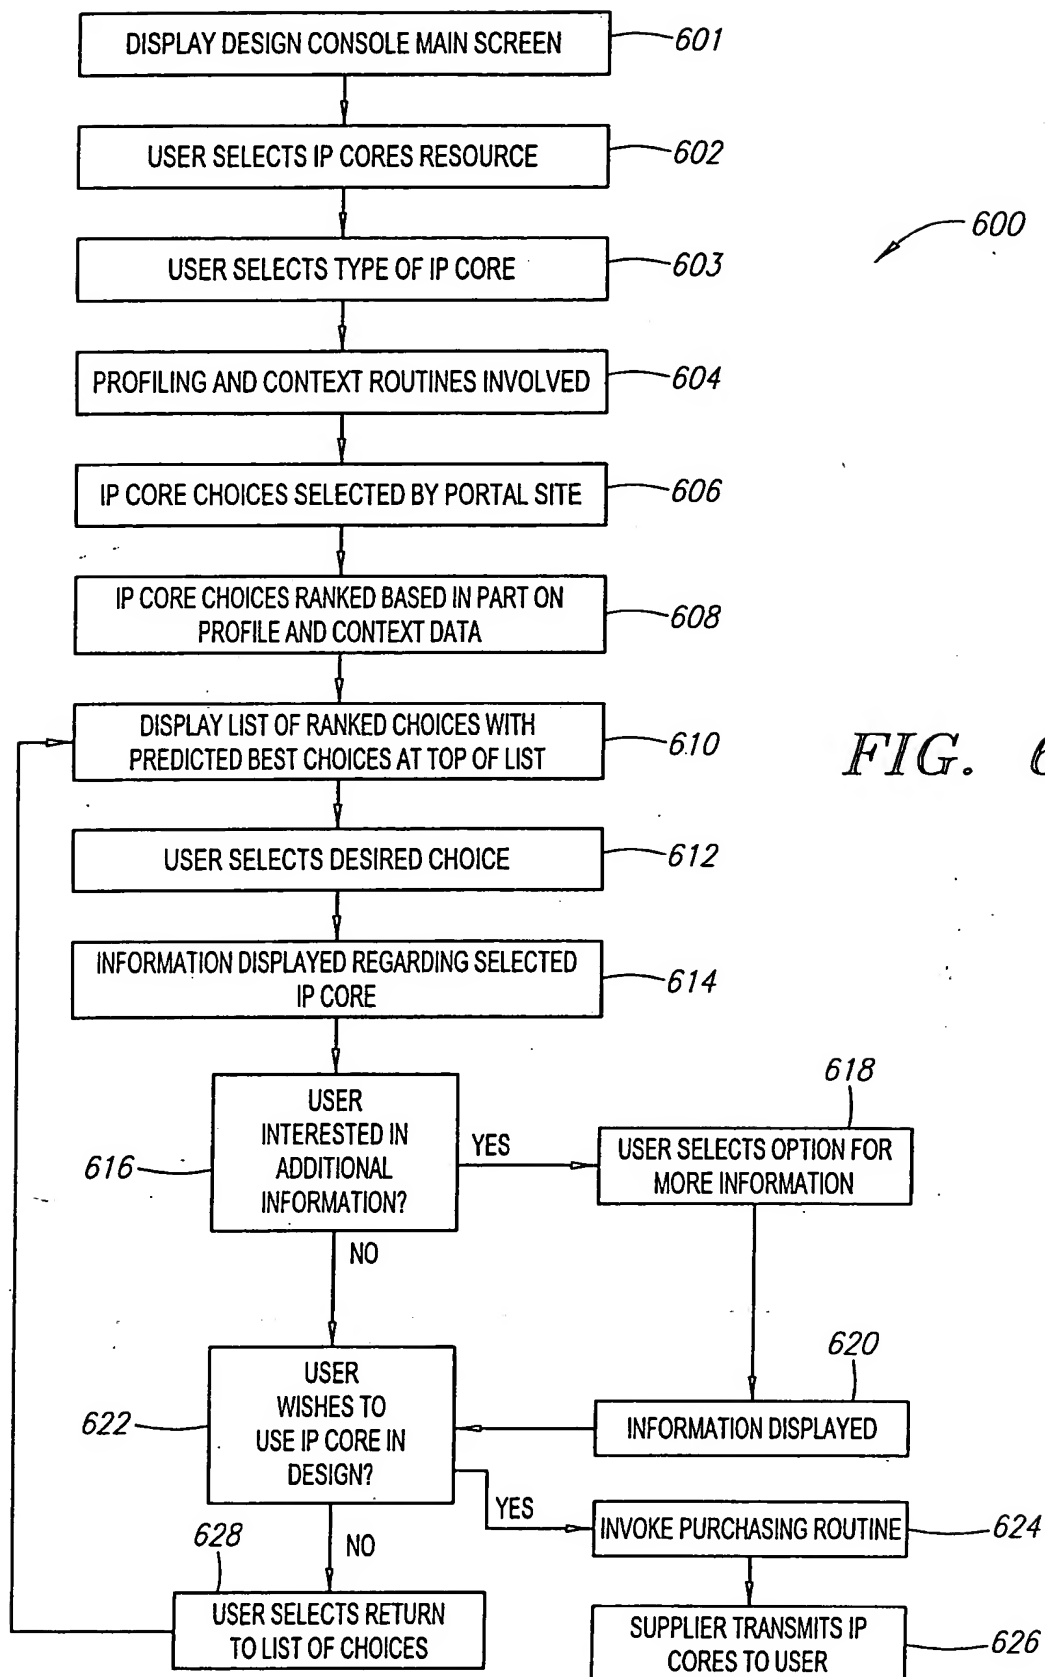 DISPLAY DESIGN CONSOLE MAIN SCREEN
601
USER SELECTS IP CORES RESOURCE
602
600
USER SELECTS TYPE OF IP CORE
603
PROFILING AND CONTEXT ROUTINES INVOLVED
604
IP CORE CHOICES SELECTED BY PORTAL SITE
606
IP CORE CHOICES RANKED BASED IN PART ON
PROFILE AND CONTEXT DATA
608
DISPLAY LIST OF RANKED CHOICES WITH
PREDICTED BEST CHOICES AT TOP OF LIST
610
FIG. 6
USER SELECTS DESIRED CHOICE
612
INFORMATION DISPLAYED REGARDING SELECTED
IP CORE
614
USER
INTERESTED IN
ADDITIONAL
INFORMATION?
616
YES
NO
618
USER SELECTS OPTION FOR
MORE INFORMATION
620
INFORMATION DISPLAYED
USER
WISHES TO
USE IP CORE IN
DESIGN?
622
YES
NO
INVOKE PURCHASING ROUTINE
624
628
USER SELECTS RETURN
TO LIST OF CHOICES
SUPPLIER TRANSMITS IP
CORES TO USER
626